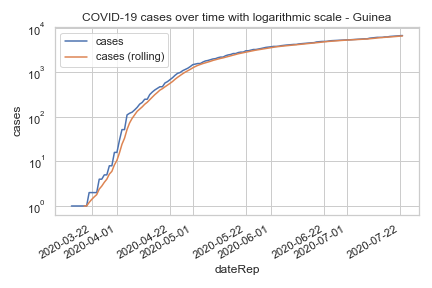 COVID-19 cases over time with logarithmic scale - Guinea
10^4
10^3
10^2
10^1
10^0
cases
cases
cases (rolling)
2020-03-22
2020-04-01
2020-04-22
2020-05-01
2020-05-22
2020-06-01
2020-06-22
2020-07-01
2020-07-22
dateRep